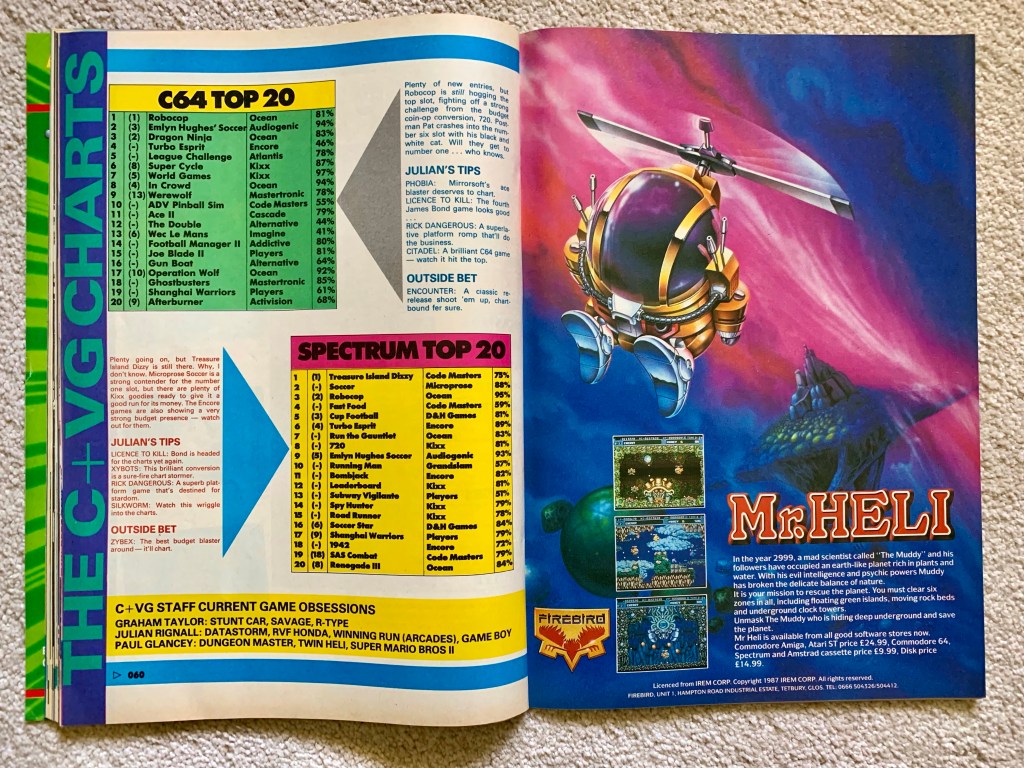 THE C+VG CHARTS
C64 TOP 20
1 (1) Robocop Ocean 81%
2 (3) Emlyn Hughes' Soccer Audiogenic 94%
3 (2) Dragon Ninja Ocean 83%
4 (-) Turbo Esprit Encore 46%
5 (-) League Challenge Atlantis 78%
6 (8) Super Cycle Kixx 87%
7 (5) World Games Kixx 97%
8 (4) In Crowd Ocean 94%
9 (13) Werewolf Mastertronic 78%
10 (-) ADV Pinball Sim Code Masters 55%
11 (-) Ace II Cascade 79%
12 (-) The Double Alternative 44%
13 (6) Wec Le Mans Imagine 41%
14 (-) Football Manager II Addictive 80%
15 (-) Joe Blade II Players 81%
16 (-) Gun Boat Alternative 64%
17 (10) Operation Wolf Ocean 92%
18 (-) Ghostbusters Mastertronic 85%
19 (-) Shanghai Warriors Players 61%
20 (9) Afterburner Activision 68%
Plenty of new entries, but
Robocop is still hogging the
top slot, fighting off a strong
challenge from the budget
coin-op conversion, 720. Post-
man Pat crashes into the num-
ber six slot with his black and
white cat. Will they get to
number one . . . who knows.
JULIAN'S TIPS
PHOBIA: Mirrorsoft's ace
blaster deserves to chart.
LICENCE TO KILL: The fourth
James Bond game looks good
. . .
RICK DANGEROUS: A superla-
tive platform romp that'll do
the business.
CITADEL: A brilliant C64 game
— watch it hit the top.
OUTSIDE BET
ENCOUNTER: A classic re-
release shoot 'em up, chart-
bound fer sure.
Plenty going on, but Treasure
Island Dizzy is still there. Why, I
don't know. Microprose Soccer is a
strong contender for the number
one slot, but there are plenty of
Kixx goodies ready to give it a
good run for its money. The Encore
games are also showing a very
strong budget presence — watch
out for them.
JULIAN'S TIPS
LICENCE TO KILL: Bond is headed
for the charts yet again.
XYBOTS: This brilliant conversion
is a sure-fire chart stormer.
RICK DANGEROUS: A superb plat-
form game that's destined for
stardom.
SILKWORM: Watch this wriggle
into the charts.
OUTSIDE BET
ZYBEX: The best budget blaster
around — it'll chart.
SPECTRUM TOP 20
1 (1) Treasure Island Dizzy Code Masters 75%
2 (-) Soccer Microprose 88%
3 (2) Robocop Ocean 95%
4 (-) Fast Food Code Masters 59%
5 (3) Cup Football D&H Games 81%
6 (4) Turbo Esprit Encore 89%
7 (-) Run the Gauntlet Ocean 83%
8 (-) 720 Kixx 81%
9 (5) Emlyn Hughes Soccer Audiogenic 93%
10 (-) Running Man Grandslam 57%
11 (-) Bombjack Encore 82%
12 (-) Leaderboard Kixx 81%
13 (-) Subway Vigilante Players 51%
14 (-) Spy Hunter Kixx 79%
15 (-) Road Runner Kixx 78%
16 (6) Soccer Star D&H Games 84%
17 (9) Shanghai Warriors Players 79%
18 (-) 1942 Encore 72%
19 (18) SAS Combat Code Masters 79%
20 (8) Renegade III Ocean 84%
C+VG STAFF CURRENT GAME OBSESSIONS
GRAHAM TAYLOR: STUNT CAR, SAVAGE, R-TYPE
JULIAN RIGNALL: DATASTORM, RVF HONDA, WINNING RUN (ARCADES), GAME BOY
PAUL GLANCEY: DUNGEON MASTER, TWIN HELI, SUPER MARIO BROS II
▷ 060
Mr. HELI
In the year 2999, a mad scientist called "The Muddy" and his
followers have occupied an earth-like planet rich in plants and
water. With his evil intelligence and psychic powers Muddy
has broken the delicate balance of nature.
It is your mission to rescue the planet. You must clear six
zones in all, including floating green islands, moving rock beds
and underground clock towers.
Unmask The Muddy who is hiding deep underground and save
the planet.
Mr Heli is available from all good software stores now.
Commodore Amiga, Atari ST price £24.99, Commodore 64,
Spectrum and Amstrad cassette price £9.99, Disk price
£14.99.
FIREBIRD
Licenced from IREM CORP. Copyright 1987 IREM CORP. All rights reserved.
FIREBIRD, UNIT 1, HAMPTON ROAD INDUSTRIAL ESTATE, TETBURY, GLOS. TEL: 0666 504326/504412.